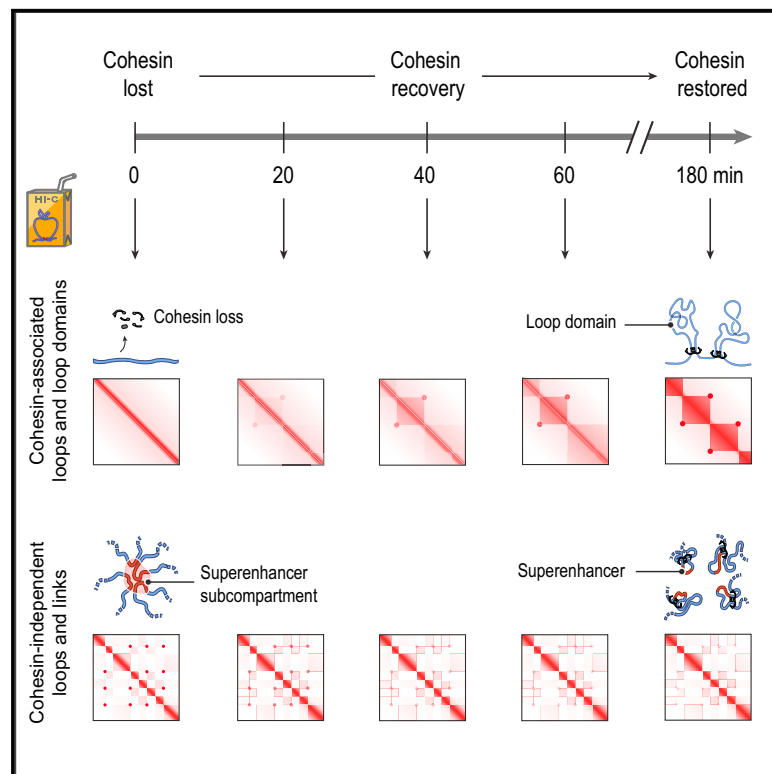 Cohesin lost
Cohesin recovery
Cohesin restored
0
20
40
60
180 min
HI-C
Cohesin-associated
loops and loop domains
Cohesin loss
Loop domain
Cohesin-independent
loops and links
Superenhancer
subcompartment
Superenhancer